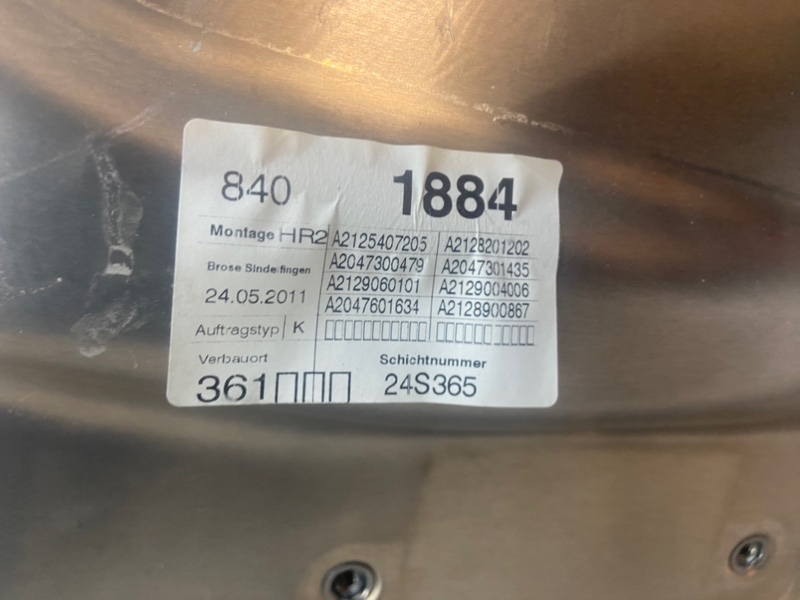 840 1884
Montage HR2 A2125407205 A2128201202
A2047300479 A2047301435
Brose Sindelfingen A2129060101 A2129004006
24.05.2011 A2047601634 A2128900867
Auftragstyp K ▯▯▯▯▯▯▯▯▯▯▯ ▯▯▯▯▯▯▯▯▯▯▯
Verbauort Schichtnummer
361▯▯▯ 24S365